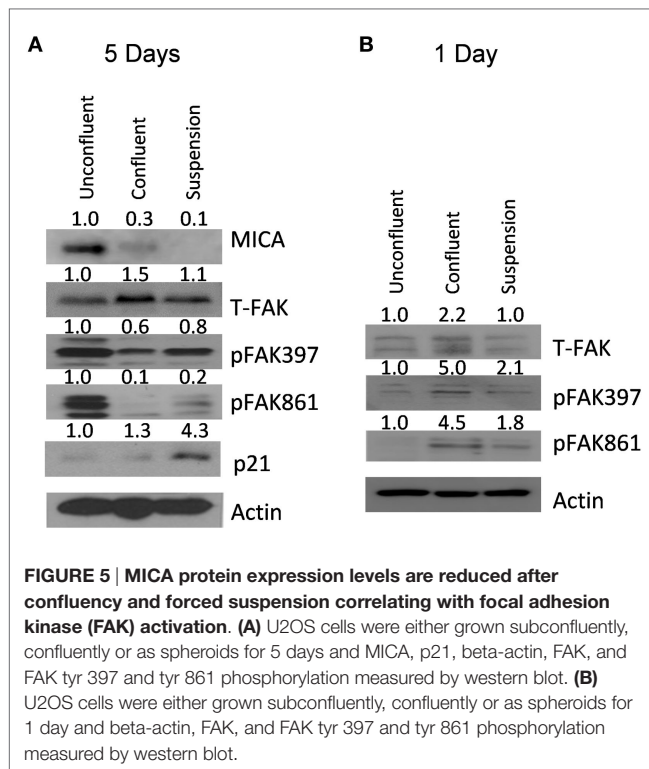 A
5 Days
Unconfluent
Confluent
Suspension
1.0 0.3 0.1
MICA
1.0 1.5 1.1
T-FAK
1.0 0.6 0.8
pFAK397
1.0 0.1 0.2
pFAK861
1.0 1.3 4.3
p21
Actin
B
1 Day
Unconfluent
Confluent
Suspension
1.0 2.2 1.0
T-FAK
1.0 5.0 2.1
pFAK397
1.0 4.5 1.8
pFAK861
Actin
FIGURE 5 | MICA protein expression levels are reduced after
confluency and forced suspension correlating with focal adhesion
kinase (FAK) activation. (A) U2OS cells were either grown subconfluently,
confluently or as spheroids for 5 days and MICA, p21, beta-actin, FAK, and
FAK tyr 397 and tyr 861 phosphorylation measured by western blot. (B)
U2OS cells were either grown subconfluently, confluently or as spheroids for
1 day and beta-actin, FAK, and FAK tyr 397 and tyr 861 phosphorylation
measured by western blot.